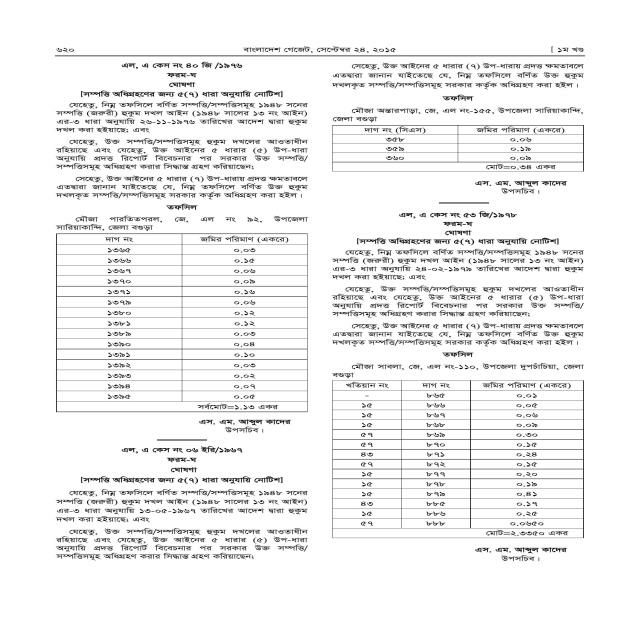 ৬২০ বাংলাদেশ গেজেট, সেপ্টেম্বর ২৪, ২০১৫ [ ১ম খণ্ড
এল, এ কেস নং ৪০ জি /১৯৭৬
ফরম-ঘ
ঘোষণা
[সম্পত্তি অধিগ্রহণের জন্য ৫(৭) ধারা অনুযায়ি নোটিশ]
যেহেতু, নিম্ন তফসিলে বর্ণিত সম্পত্তি/সম্পত্তিসমূহ ১৯৪৮ সনের
সম্পত্তি (জরুরী) হুকুম দখল আইন (১৯৪৮ সালের ১৩ নং আইন)
এর-৩ ধারা অনুযায়ি ২৬-১১-১৯৭৬ তারিখের আদেশ দ্বারা হুকুম
দখল করা হইয়াছে; এবং
যেহেতু, উক্ত সম্পত্তি/সম্পত্তিসমূহ হুকুম দখলের আওতাধীন
রহিয়াছে এবং যেহেতু, উক্ত আইনের ৫ ধারার (৫) উপ-ধারা
অনুযায়ি প্রদত্ত রিপোর্ট বিবেচনার পর সরকার উক্ত সম্পত্তি/
সম্পত্তিসমূহ অধিগ্রহণ করার সিদ্ধান্ত গ্রহণ করিয়াছেন;
সেহেতু, উক্ত আইনের ৫ ধারার (৭) উপ-ধারায় প্রদত্ত ক্ষমতাবলে
এতদ্বারা জানান যাইতেছে যে, নিম্ন তফসিলে বর্ণিত উক্ত হুকুম
দখলকৃত সম্পত্তি/সম্পত্তিসমূহ সরকার কর্তৃক অধিগ্রহণ করা হইল ।
তফসিল
মৌজা পারতিতপরল, জে, এল নং ৯২, উপজেলা
সারিয়াকান্দি, জেলা বগুড়া
দাগ নং জমির পরিমাণ (একরে)
১৩৬৫ ০.০৩
১৩৬৬ ০.১৫
১৩৬৭ ০.০৬
১৩৭০ ০.০৯
১৩৭১ ০.১৬
১৩৭৯ ০.০৬
১৩৮০ ০.১২
১৩৮১ ০.১২
১৩৮৯ ০.০৩
১৩৯০ ০.০৪
১৩৯১ ০.১০
১৩৯২ ০.০৩
১৩৯৩ ০.০২
১৩৯৪ ০.০৭
১৩৯৫ ০.০৫
সর্বমোট=১.১৩ একর
এস. এম. আব্দুল কাদের
উপসচিব ।
এল, এ কেস নং ০৬ ইরি/১৯৬৭
ফরম-ঘ
ঘোষণা
[সম্পত্তি অধিগ্রহণের জন্য ৫(৭) ধারা অনুযায়ি নোটিশ]
যেহেতু, নিম্ন তফসিলে বর্ণিত সম্পত্তি/সম্পত্তিসমূহ ১৯৪৮ সনের
সম্পত্তি (জরুরী) হুকুম দখল আইন (১৯৪৮ সালের ১৩ নং আইন)
এর-৩ ধারা অনুযায়ি ১৩-০৫-১৯৬৭ তারিখের আদেশ দ্বারা হুকুম
দখল করা হইয়াছে; এবং
যেহেতু, উক্ত সম্পত্তি/সম্পত্তিসমূহ হুকুম দখলের আওতাধীন
রহিয়াছে এবং যেহেতু, উক্ত আইনের ৫ ধারার (৫) উপ-ধারা
অনুযায়ি প্রদত্ত রিপোর্ট বিবেচনার পর সরকার উক্ত সম্পত্তি/
সম্পত্তিসমূহ অধিগ্রহণ করার সিদ্ধান্ত গ্রহণ করিয়াছেন;
সেহেতু, উক্ত আইনের ৫ ধারার (৭) উপ-ধারায় প্রদত্ত ক্ষমতাবলে
এতদ্বারা জানান যাইতেছে যে, নিম্ন তফসিলে বর্ণিত উক্ত হুকুম
দখলকৃত সম্পত্তি/সম্পত্তিসমূহ সরকার কর্তৃক অধিগ্রহণ করা হইল ।
তফসিল
মৌজা অন্তারপাড়া, জে, এল নং-১৫৫, উপজেলা সারিয়াকান্দি,
জেলা বগুড়া
দাগ নং (সিএস) জমির পরিমাণ (একরে)
৩৫৮ ০.০৬
৩৫৯ ০.১৯
৩৬০ ০.০৯
মোট=০.৩৪ একর
এস. এম. আব্দুল কাদের
উপসচিব ।
এল, এ কেস নং ৫৩ জি/১৯৭৮
ফরম-ঘ
ঘোষণা
[সম্পত্তি অধিগ্রহণের জন্য ৫(৭) ধারা অনুযায়ি নোটিশ]
যেহেতু, নিম্ন তফসিলে বর্ণিত সম্পত্তি/সম্পত্তিসমূহ ১৯৪৮ সনের
সম্পত্তি (জরুরী) হুকুম দখল আইন (১৯৪৮ সালের ১৩ নং আইন)
এর-৩ ধারা অনুযায়ি ২৪-০২-১৯৭৯ তারিখের আদেশ দ্বারা হুকুম
দখল করা হইয়াছে; এবং
যেহেতু, উক্ত সম্পত্তি/সম্পত্তিসমূহ হুকুম দখলের আওতাধীন
রহিয়াছে এবং যেহেতু, উক্ত আইনের ৫ ধারার (৫) উপ-ধারা
অনুযায়ি প্রদত্ত রিপোর্ট বিবেচনার পর সরকার উক্ত সম্পত্তি/
সম্পত্তিসমূহ অধিগ্রহণ করার সিদ্ধান্ত গ্রহণ করিয়াছেন;
সেহেতু, উক্ত আইনের ৫ ধারার (৭) উপ-ধারায় প্রদত্ত ক্ষমতাবলে
এতদ্বারা জানান যাইতেছে যে, নিম্ন তফসিলে বর্ণিত উক্ত হুকুম
দখলকৃত সম্পত্তি/সম্পত্তিসমূহ সরকার কর্তৃক অধিগ্রহণ করা হইল ।
তফসিল
মৌজা সাবলা, জে, এল নং-১১০, উপজেলা দুপচাঁচিয়া, জেলা
বগুড়া
খতিয়ান নং দাগ নং জমির পরিমাণ (একরে)
- ৮৬৫ ০.০১
১৫ ৮৬৬ ০.০৫
১৫ ৮৬৭ ০.০৬
১৫ ৮৬৮ ০.০৯
৫৭ ৮৬৯ ০.৩০
৫৭ ৮৭০ ০.১৫
৪৩ ৮৭১ ০.২৪
৫৭ ৮৭২ ০.১৫
১৫ ৮৭৭ ০.২০
১৫ ৮৭৮ ০.১৯
১৫ ৮৭৯ ০.৪১
৪৩ ৮৮৫ ০.১৭
১৫ ৮৮৬ ০.২৫
৫৭ ৮৮৮ ০.০৬৫০
মোট=২.৩৩৫০ একর
এস. এম. আব্দুল কাদের
উপসচিব ।